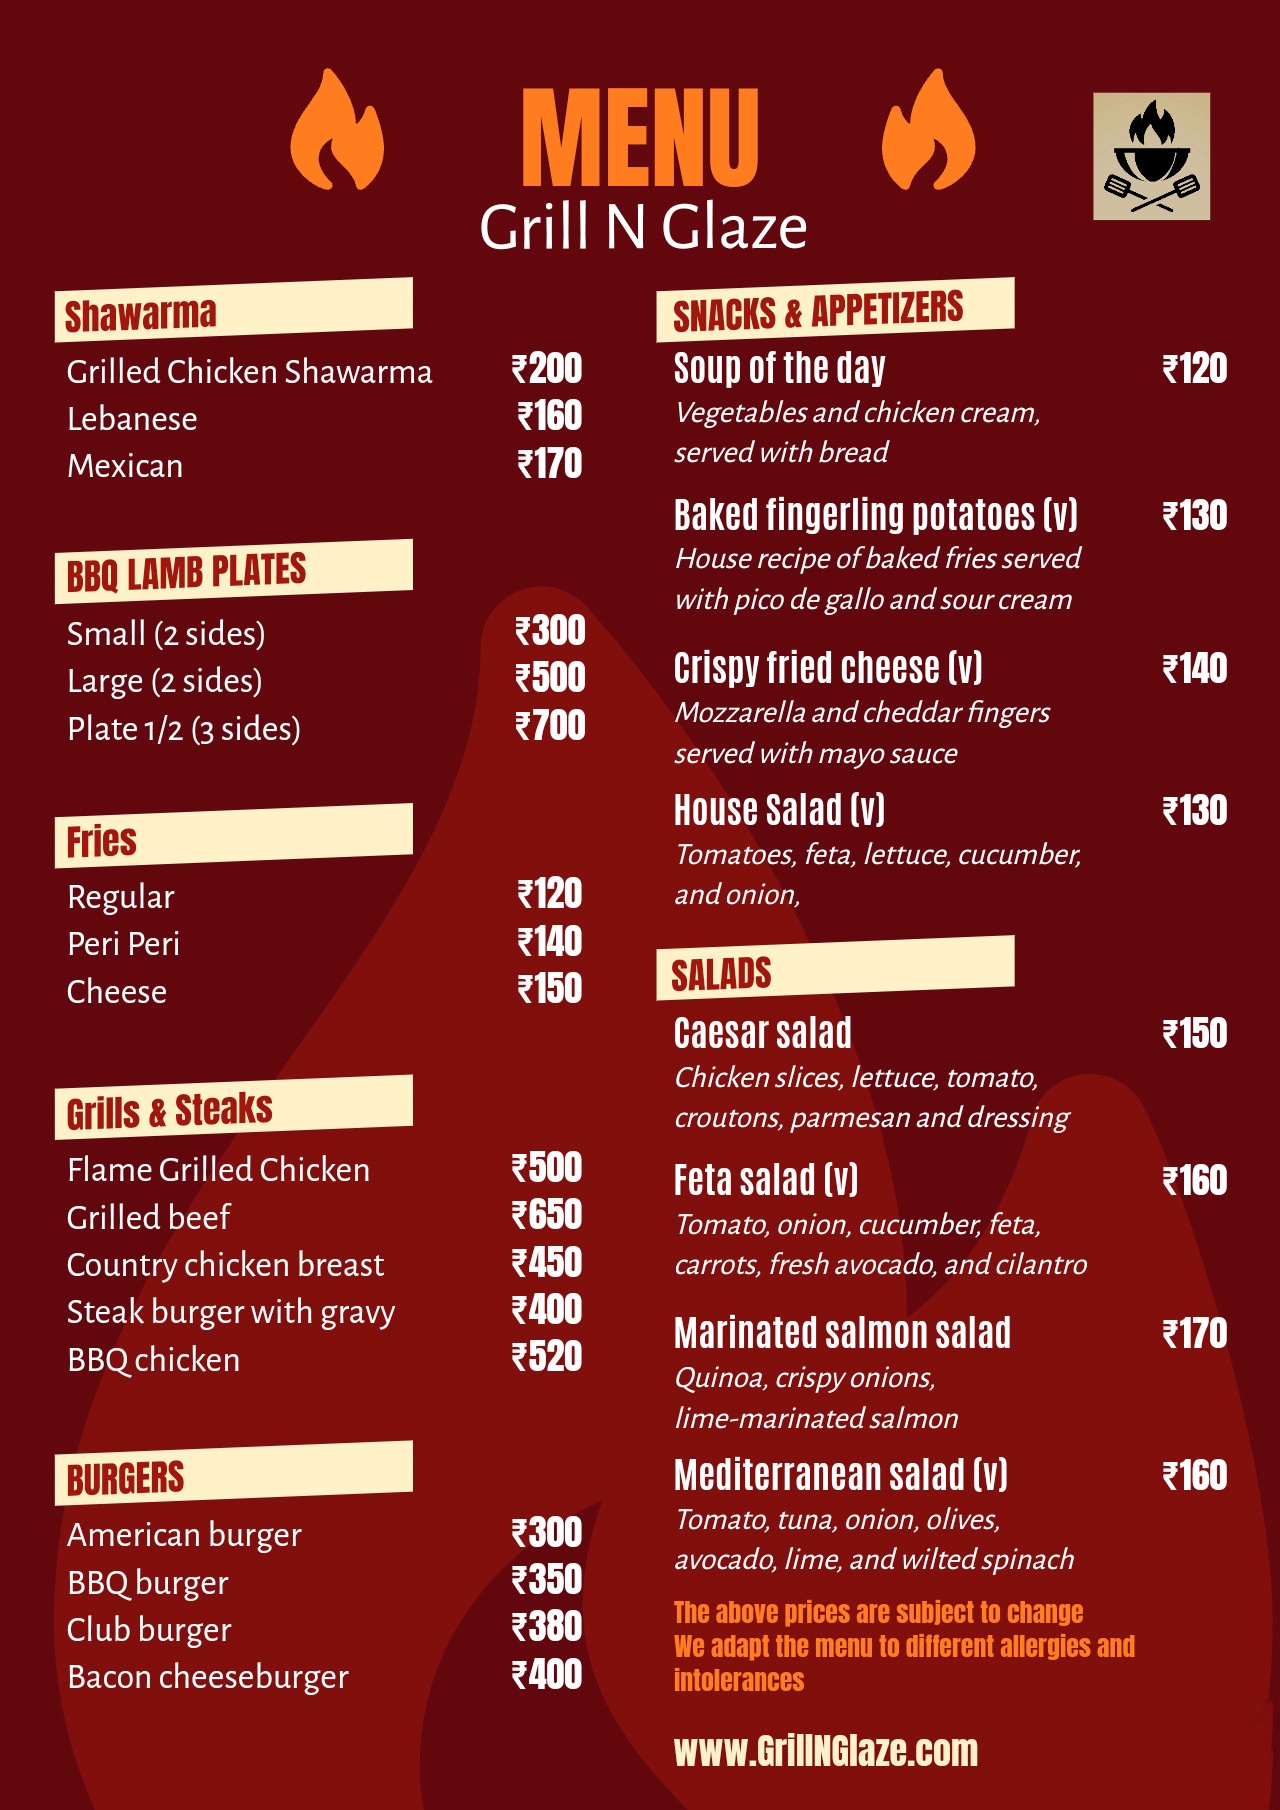 MENU
Grill N Glaze
Shawarma
Grilled Chicken Shawarma ₹200
Lebanese ₹160
Mexican ₹170
BBQ LAMB PLATES
Small (2 sides) ₹300
Large (2 sides) ₹500
Plate 1/2 (3 sides) ₹700
Fries
Regular ₹120
Peri Peri ₹140
Cheese ₹150
Grills & Steaks
Flame Grilled Chicken ₹500
Grilled beef ₹650
Country chicken breast ₹450
Steak burger with gravy ₹400
BBQ chicken ₹520
BURGERS
American burger ₹300
BBQ burger ₹350
Club burger ₹380
Bacon cheeseburger ₹400
SNACKS & APPETIZERS
Soup of the day ₹120
Vegetables and chicken cream,
served with bread
Baked fingerling potatoes (v) ₹130
House recipe of baked fries served
with pico de gallo and sour cream
Crispy fried cheese (v) ₹140
Mozzarella and cheddar fingers
served with mayo sauce
House Salad (v) ₹130
Tomatoes, feta, lettuce, cucumber,
and onion,
SALADS
Caesar salad ₹150
Chicken slices, lettuce, tomato,
croutons, parmesan and dressing
Feta salad (v) ₹160
Tomato, onion, cucumber, feta,
carrots, fresh avocado, and cilantro
Marinated salmon salad ₹170
Quinoa, crispy onions,
lime-marinated salmon
Mediterranean salad (v) ₹160
Tomato, tuna, onion, olives,
avocado, lime, and wilted spinach
The above prices are subject to change
We adapt the menu to different allergies and
intolerances
www.GrillNGlaze.com